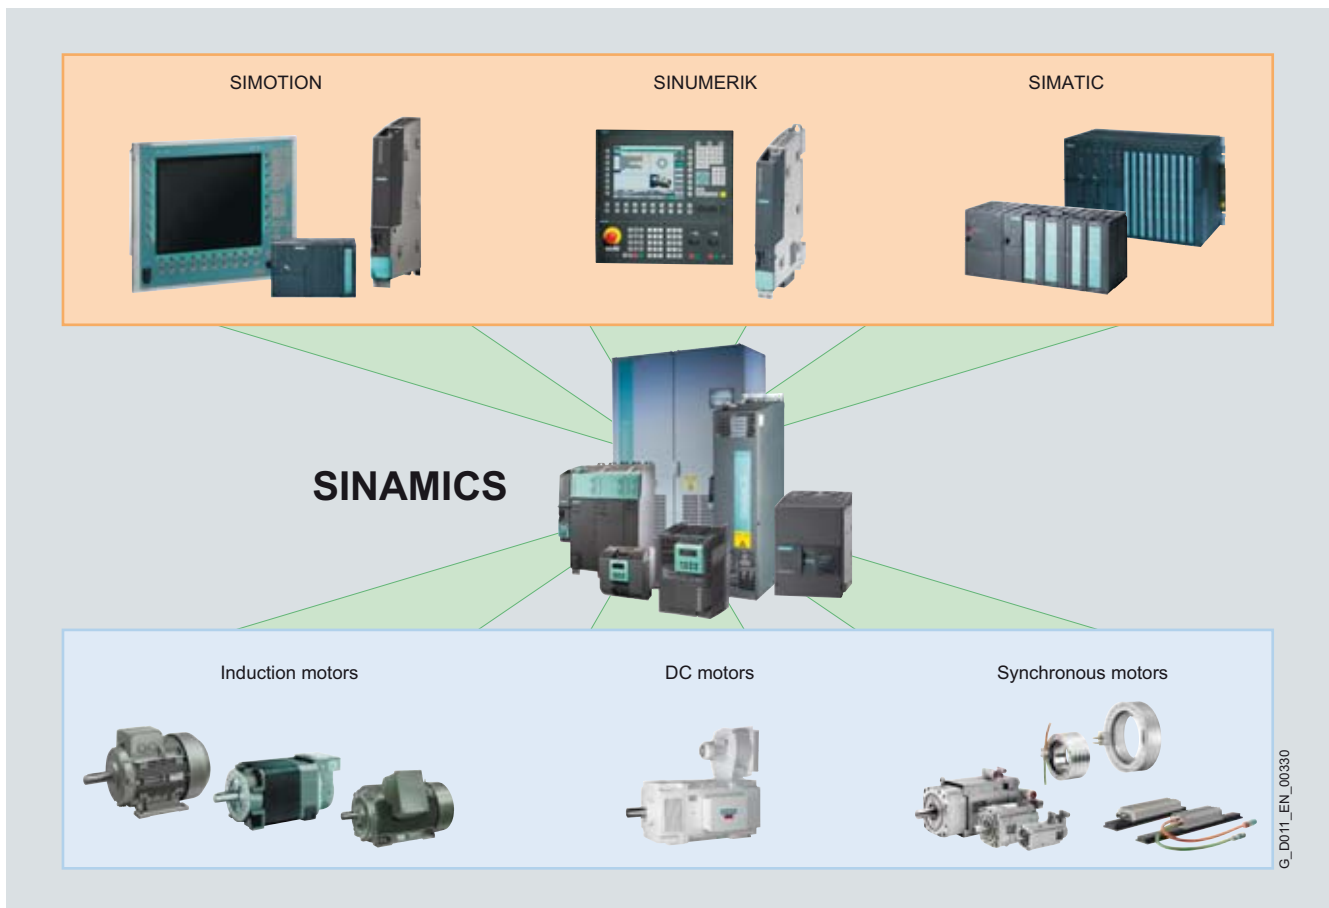 SIMOTION
SINUMERIK
SIMATIC
SINAMICS
Induction motors
DC motors
Synchronous motors
G_D011_EN_00330